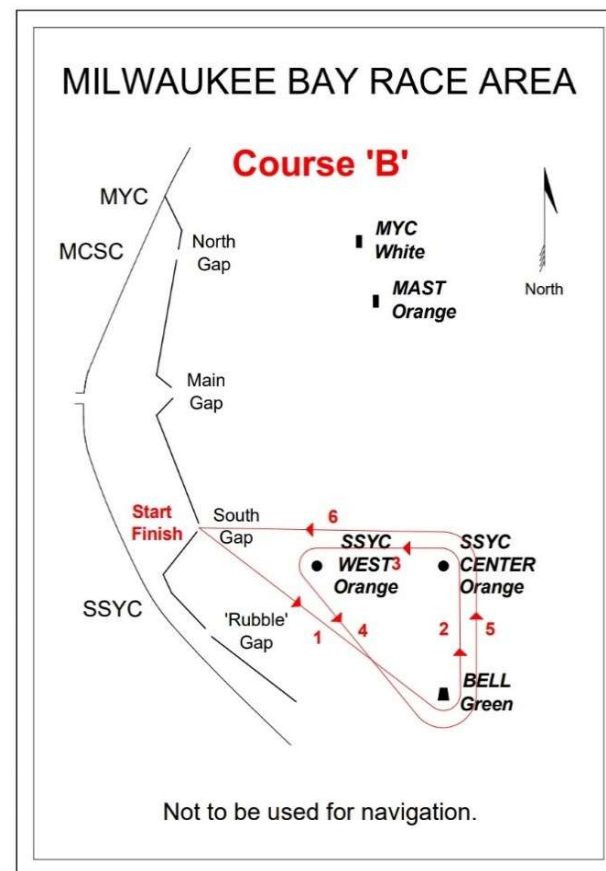 MILWAUKEE BAY RACE AREA
Course 'B'
MYC
MCSC
North
Gap
MYC
White
MAST
Orange
North
Main
Gap
Start
Finish
South
Gap
6
SSYC
WEST
Orange
3
SSYC
CENTER
Orange
SSYC
'Rubble'
Gap
1
4
2
5
BELL
Green
Not to be used for navigation.